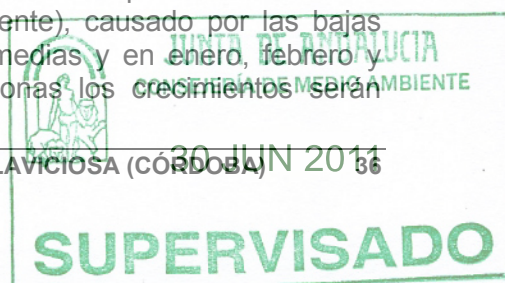 ente), causado por las bajas
medias y en enero, febrero y
onas los crecimientos serán
JUNTA DE ANDALUCIA
CONSEJERÍA DE MEDIO AMBIENTE
LAVICIOSA (CÓRDOBA) 36
30 JUN 2011
SUPERVISADO